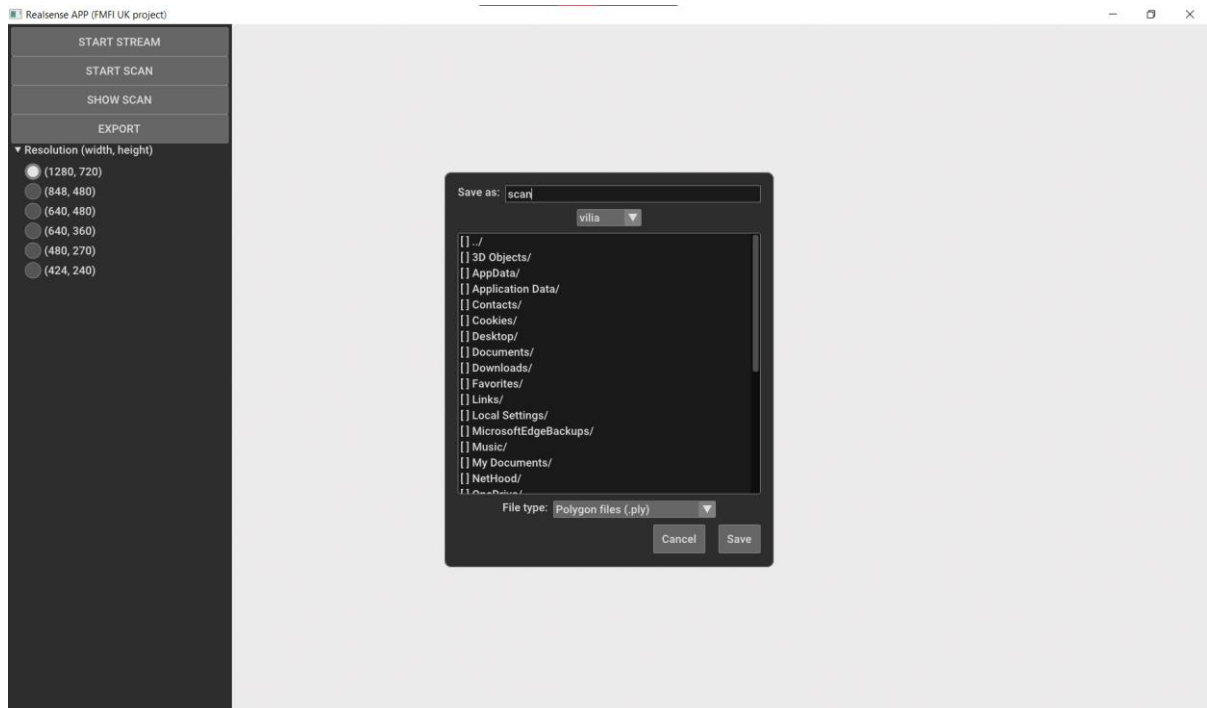 Realsense APP (FMFI UK project)
START STREAM
START SCAN
SHOW SCAN
EXPORT
▼ Resolution (width, height)
(1280, 720)
(848, 480)
(640, 480)
(640, 360)
(480, 270)
(424, 240)
Save as: scan
vilia
[ ] ../
[ ] 3D Objects/
[ ] AppData/
[ ] Application Data/
[ ] Contacts/
[ ] Cookies/
[ ] Desktop/
[ ] Documents/
[ ] Downloads/
[ ] Favorites/
[ ] Links/
[ ] Local Settings/
[ ] MicrosoftEdgeBackups/
[ ] Music/
[ ] My Documents/
[ ] NetHood/
[ ] OneDrive/
File type: Polygon files (.ply)
Cancel Save